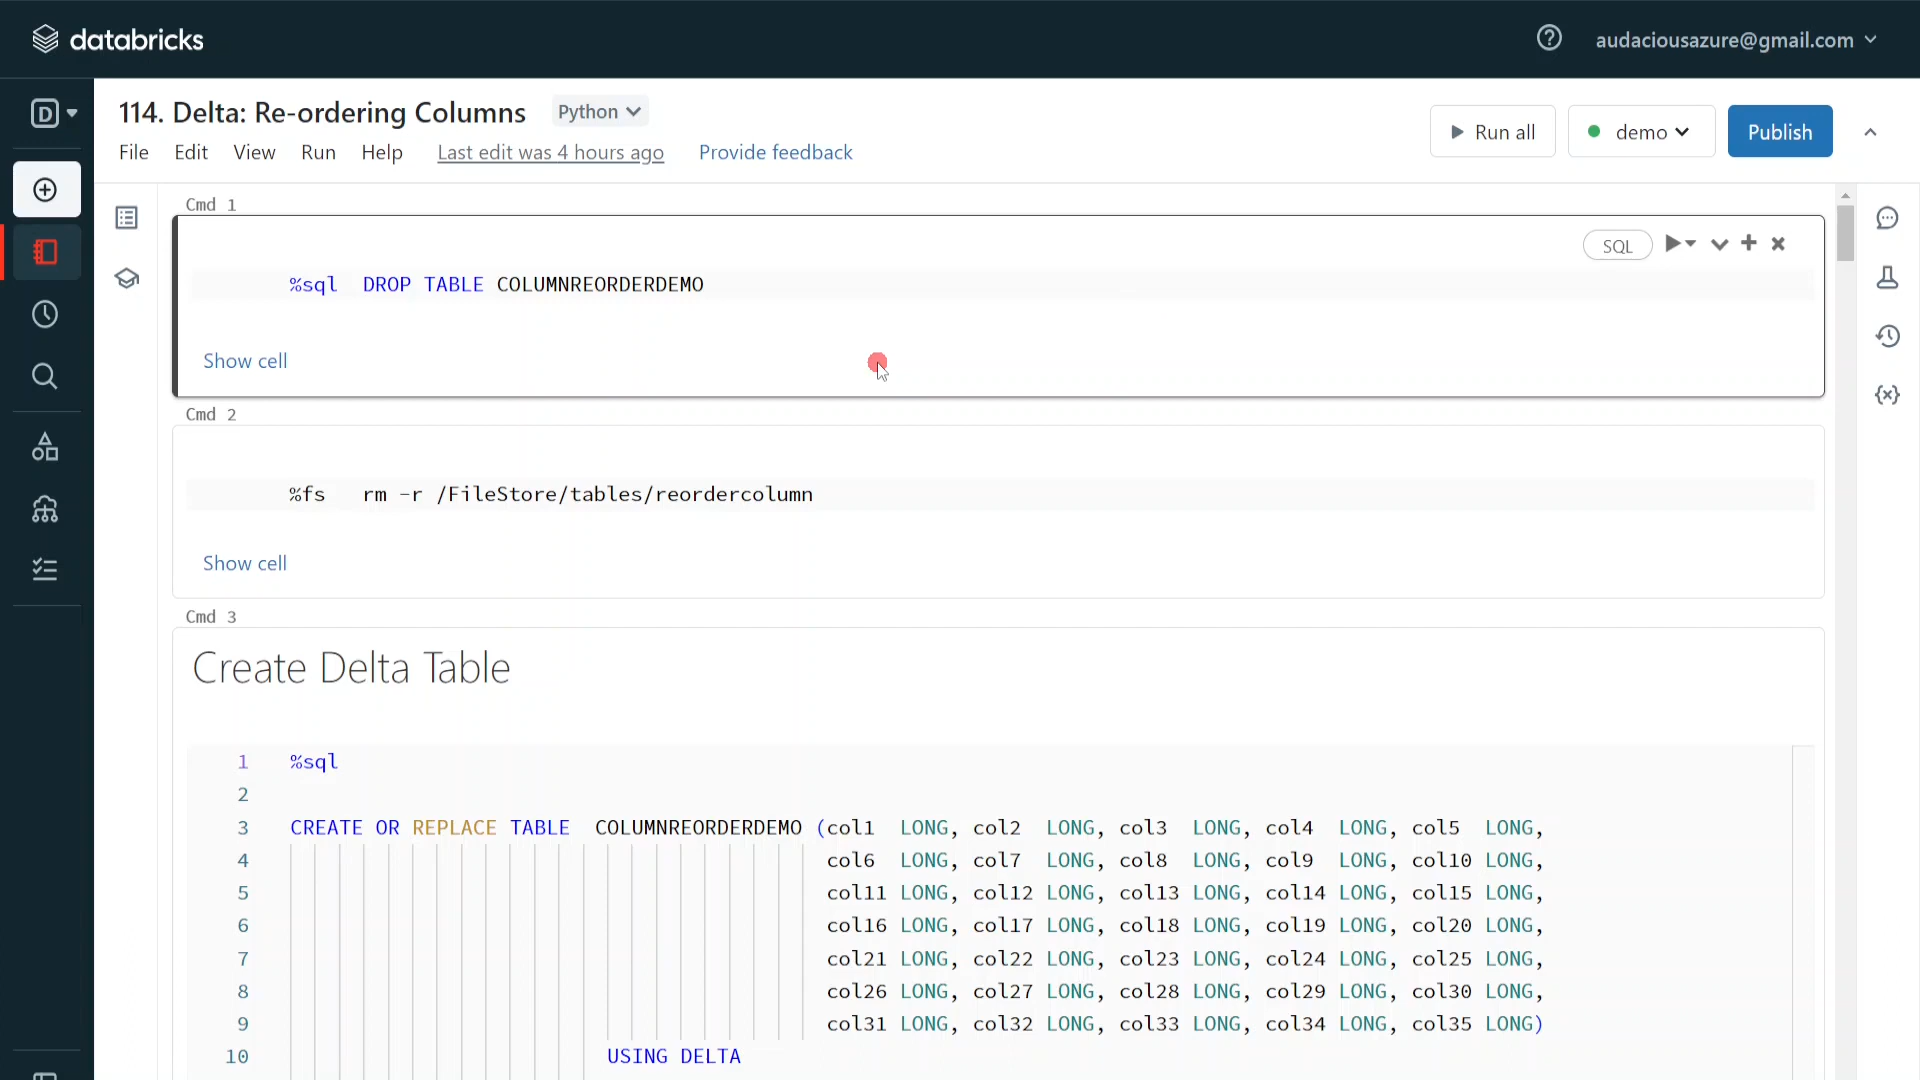 databricks
audaciousazure@gmail.com
D
114. Delta: Re-ordering Columns
Python
File Edit View Run Help Last edit was 4 hours ago Provide feedback
Run all
demo
Publish
Cmd 1
SQL
%sql DROP TABLE COLUMNREORDERDEMO
Show cell
Cmd 2
%fs rm -r /FileStore/tables/reordercolumn
Show cell
Cmd 3
Create Delta Table
1 %sql
2
3 CREATE OR REPLACE TABLE COLUMNREORDERDEMO (col1 LONG, col2 LONG, col3 LONG, col4 LONG, col5 LONG,
4 col6 LONG, col7 LONG, col8 LONG, col9 LONG, col10 LONG,
5 col11 LONG, col12 LONG, col13 LONG, col14 LONG, col15 LONG,
6 col16 LONG, col17 LONG, col18 LONG, col19 LONG, col20 LONG,
7 col21 LONG, col22 LONG, col23 LONG, col24 LONG, col25 LONG,
8 col26 LONG, col27 LONG, col28 LONG, col29 LONG, col30 LONG,
9 col31 LONG, col32 LONG, col33 LONG, col34 LONG, col35 LONG)
10 USING DELTA